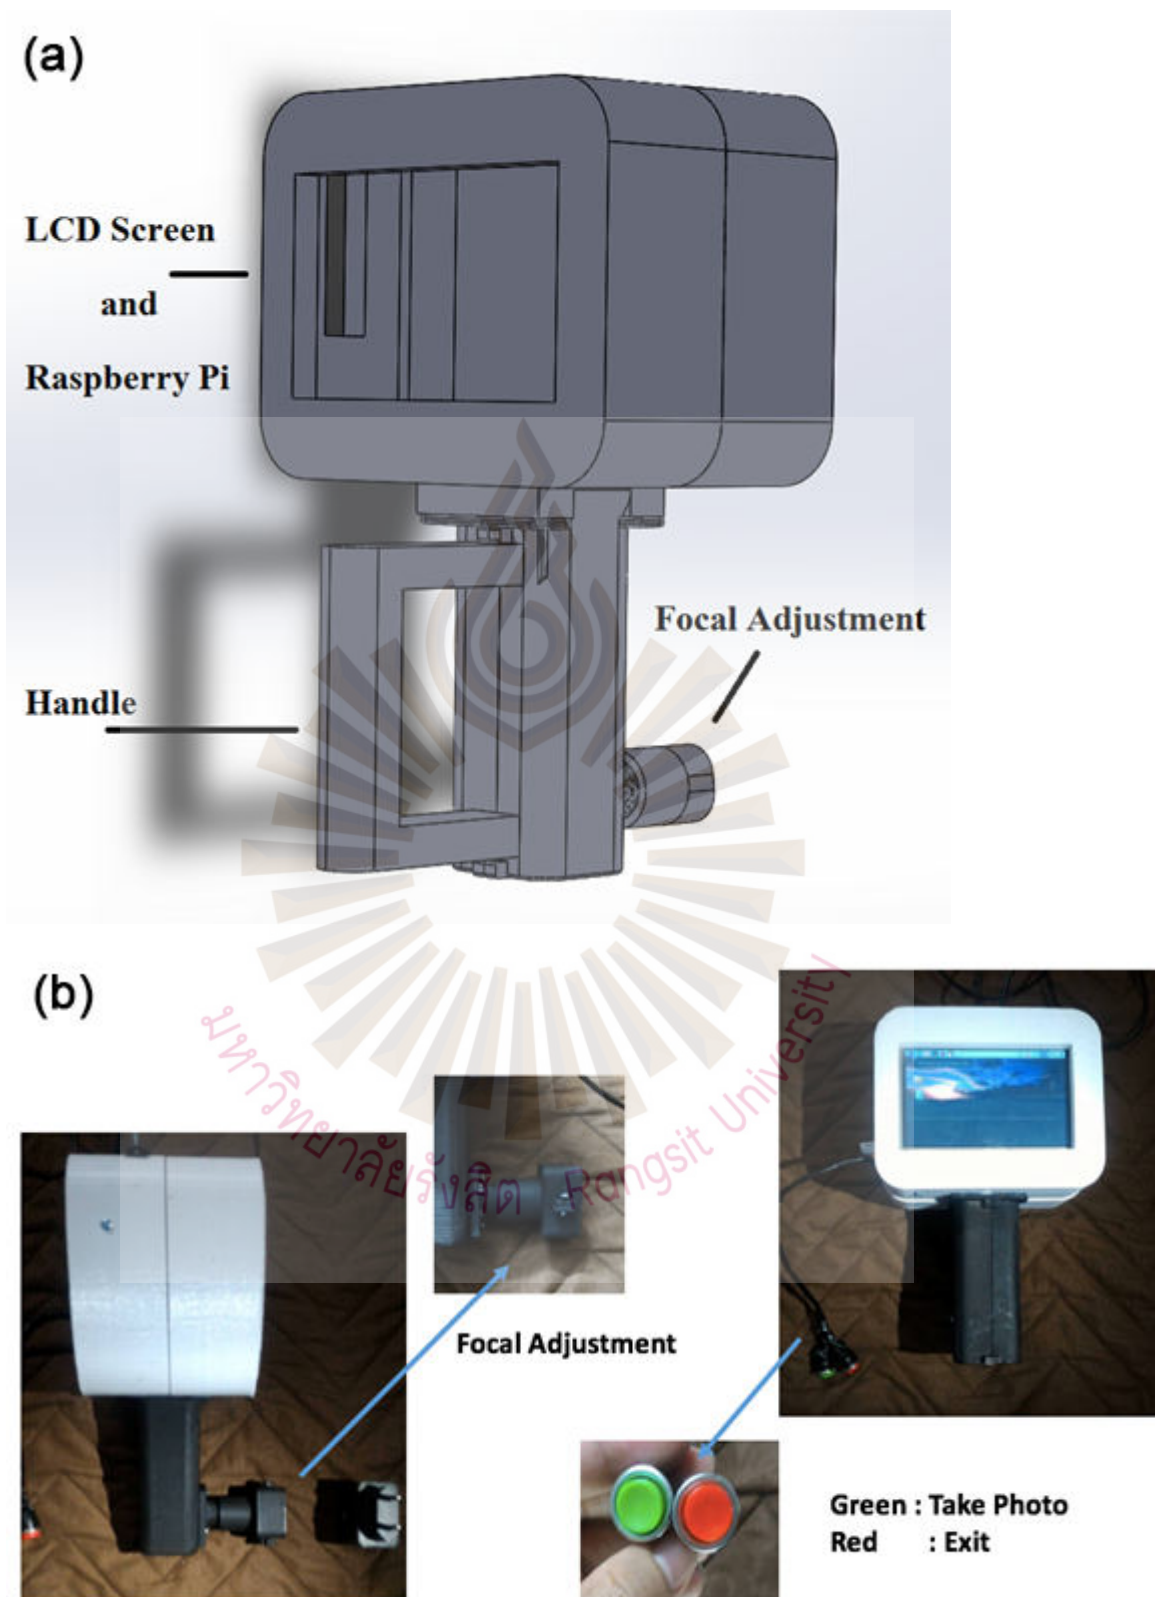 (a)
LCD Screen
and
Raspberry Pi
Focal Adjustment
Handle
(b)
มหาวิทยาลัยรังสิต Rangsit University
Focal Adjustment
Green : Take Photo
Red : Exit